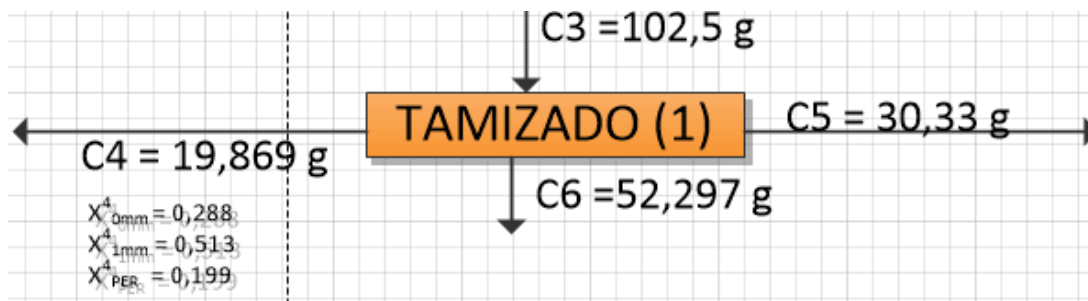 C3 =102,5 g
TAMIZADO (1)
C5 = 30,33 g
C4 = 19,869 g
C6 =52,297 g
X⁴0mm = 0,288
X⁴1mm = 0,513
X⁴PER = 0,199